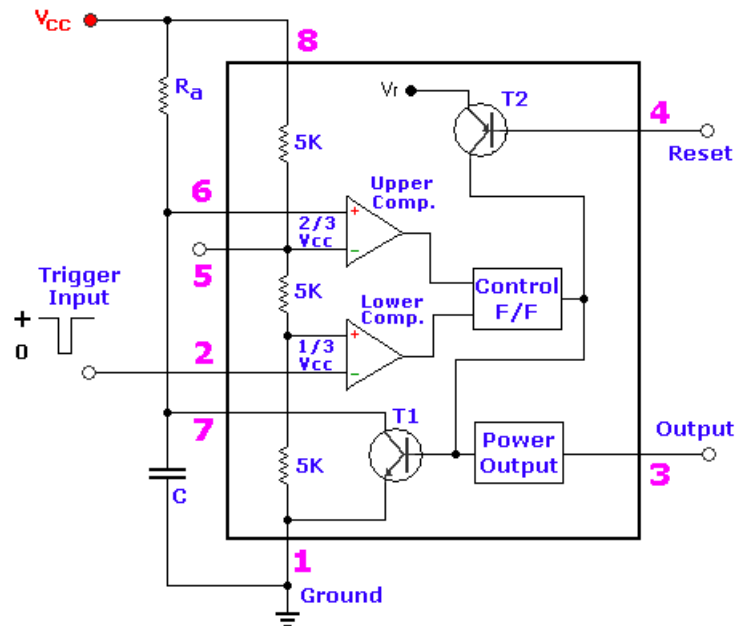 Vcc
8
Ra
Vr
T2
4
Reset
5K
6
Upper
Comp.
+
2/3
Vcc
−
5
Trigger
Input
5K
Control
F/F
Lower
Comp.
+
0
2
+
1/3
Vcc
−
7
T1
Power
Output
Output
3
5K
C
1
Ground